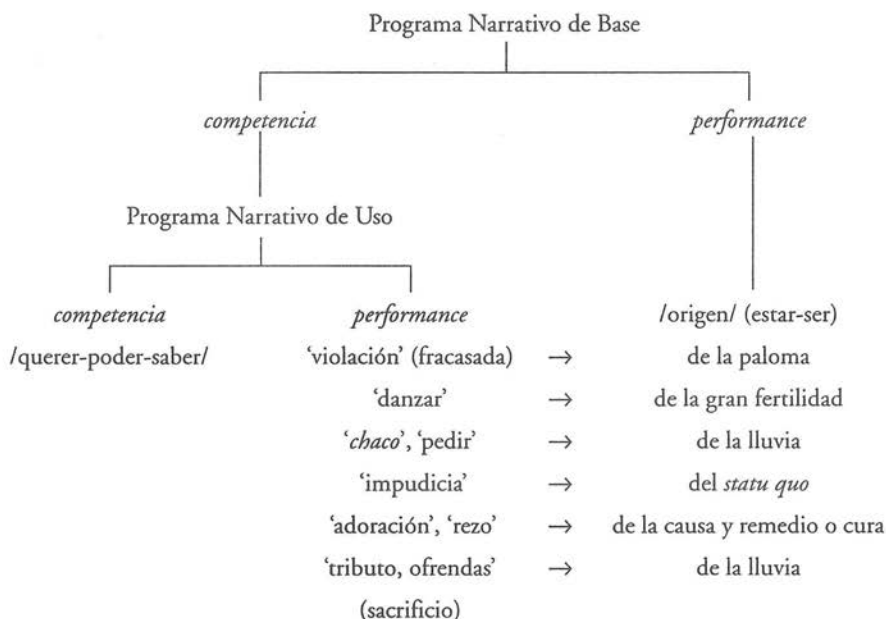 Programa Narrativo de Base
competencia performance
Programa Narrativo de Uso
competencia performance /origen/ (estar-ser)
/querer-poder-saber/ ‘violación’ (fracasada) → de la paloma
‘danzar’ → de la gran fertilidad
‘chaco’, ‘pedir’ → de la lluvia
‘impudicia’ → del statu quo
‘adoración’, ‘rezo’ → de la causa y remedio o cura
‘tributo, ofrendas’ → de la lluvia
(sacrificio)